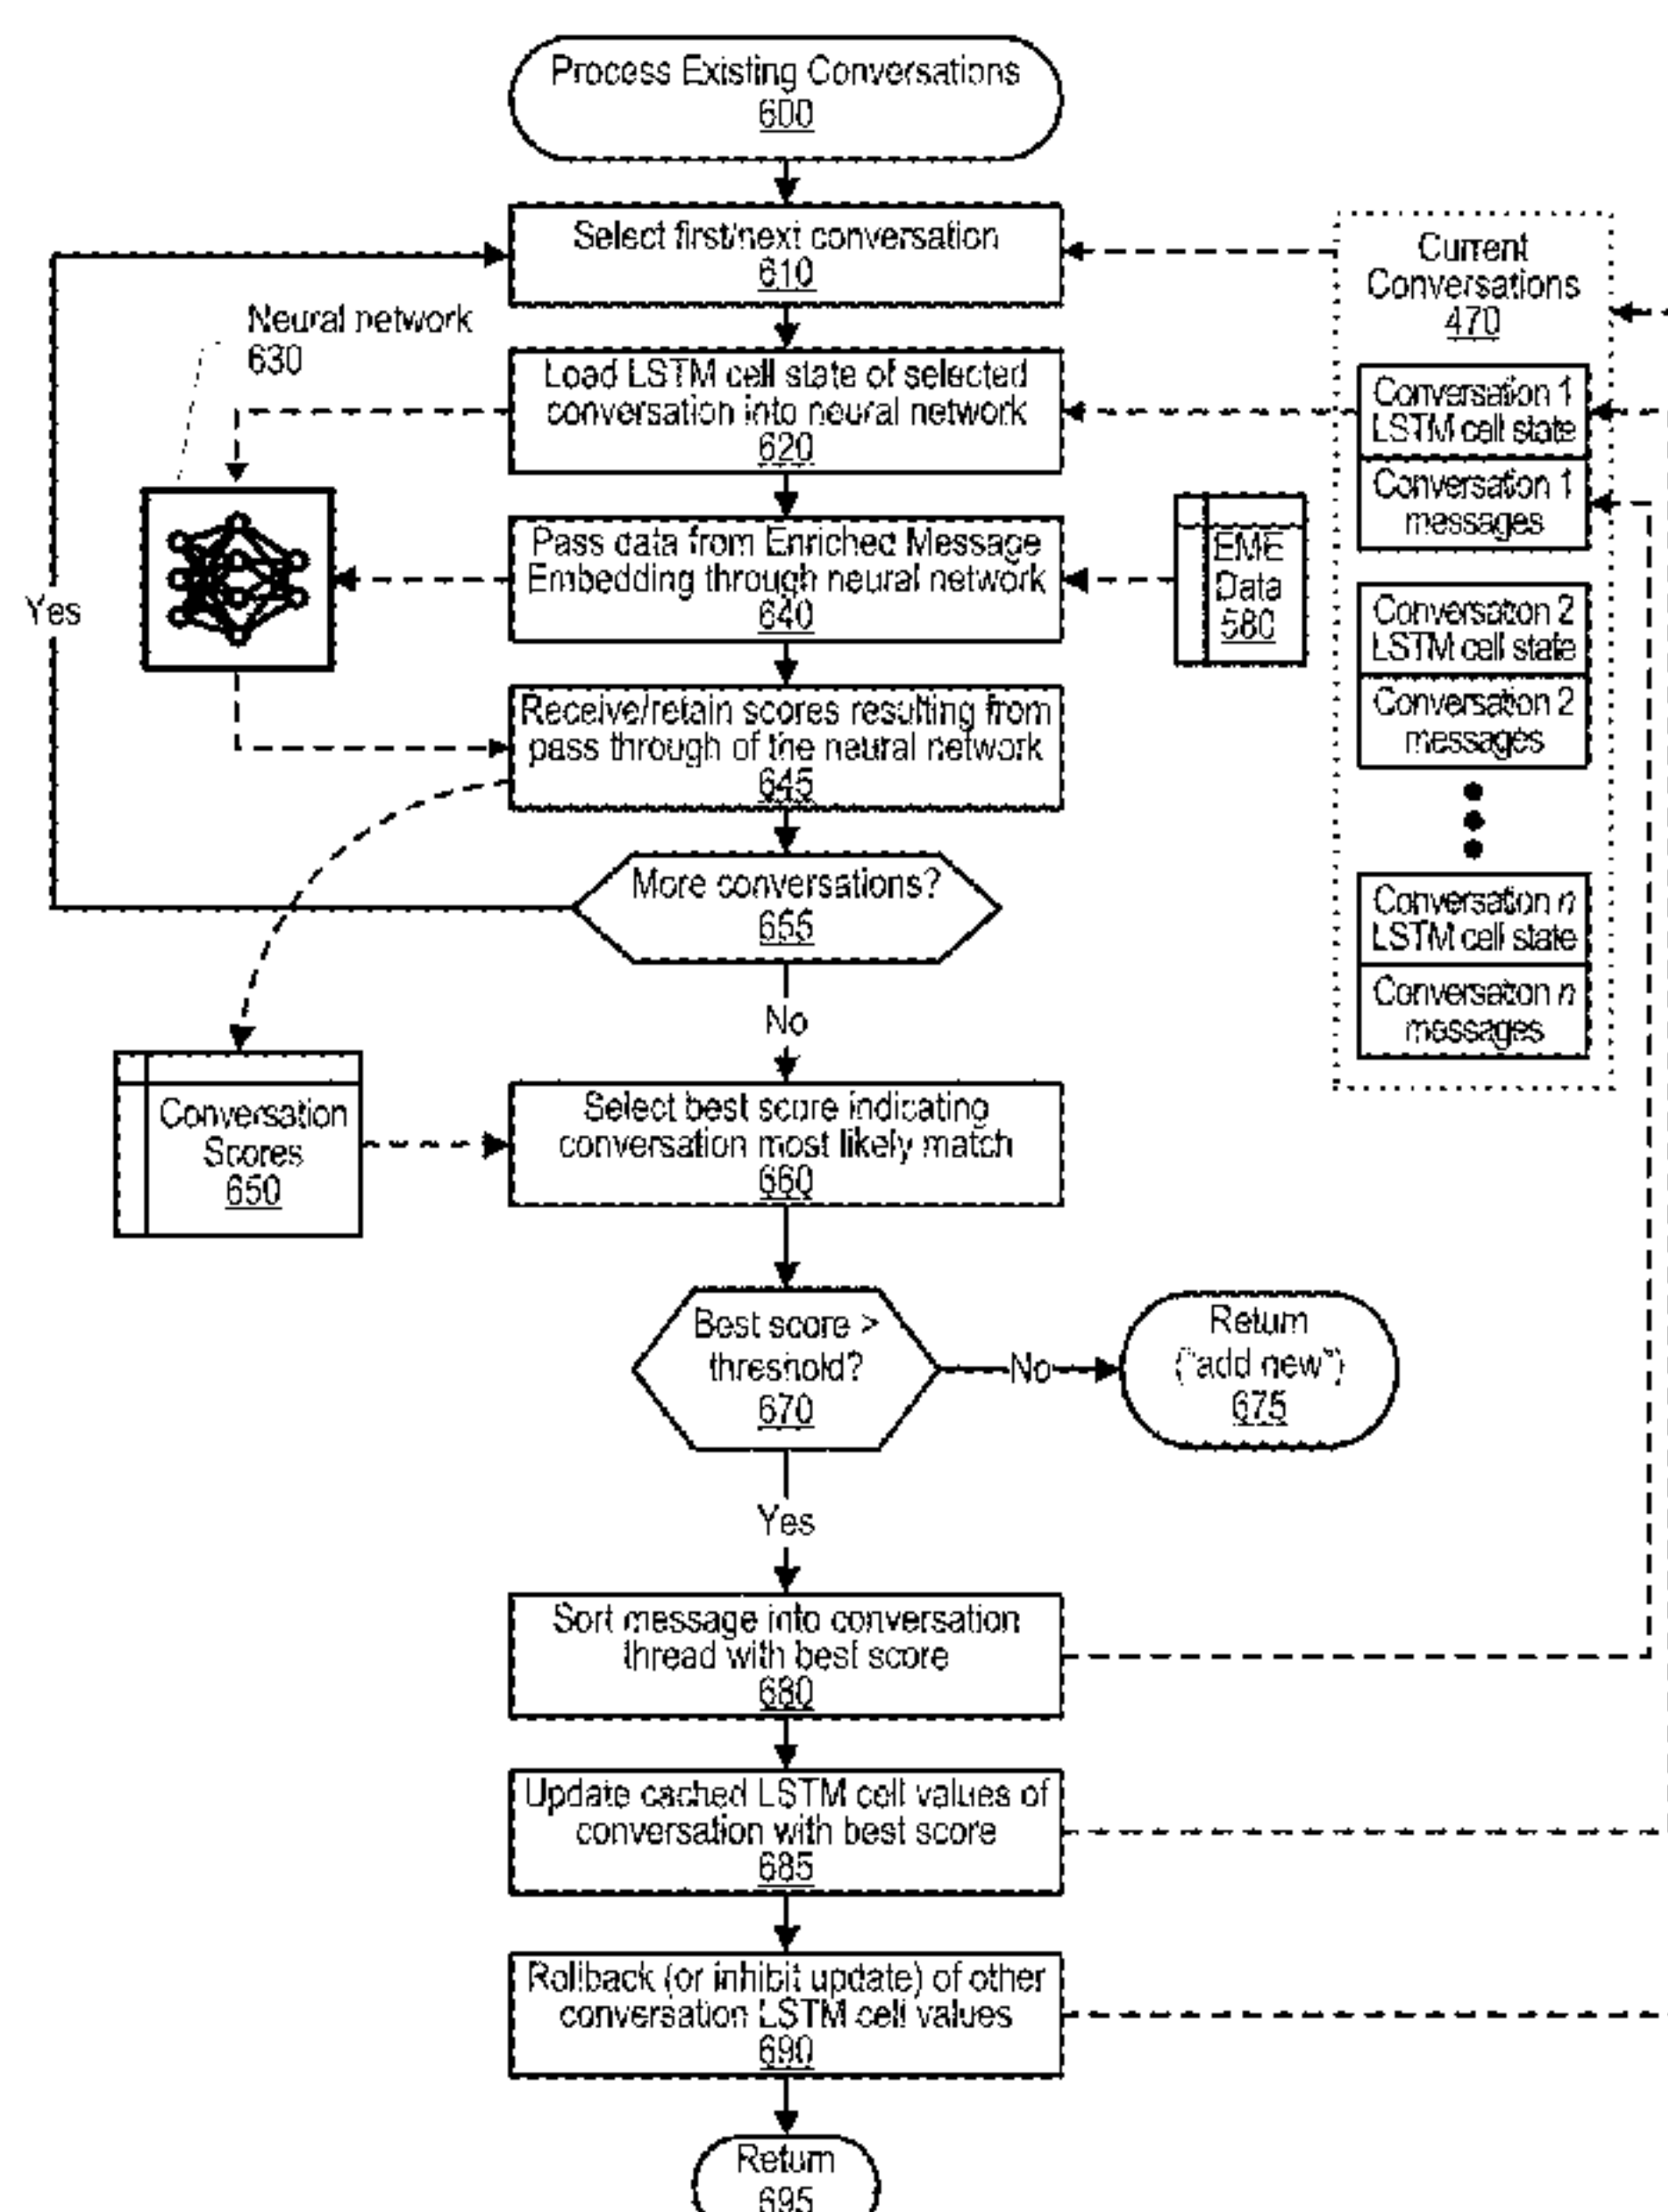 Process Existing Conversations
600
Select first/next conversation
610
Current
Conversations
470
Neural network
630
Load LSTM cell state of selected
conversation into neural network
620
Conversation 1
LSTM cell state
Conversation 1
messages
Pass data from Enriched Message
Embedding through neural network
640
EME
Data
580
Yes
Conversation 2
LSTM cell state
Conversation 2
messages
Receive/retain scores resulting from
pass through of the neural network
645
More conversations?
655
Conversation n
LSTM cell state
Conversation n
messages
No
Conversation
Scores
650
Select best score indicating
conversation most likely match
660
Best score >
threshold?
670
No
Return
("add new")
675
Yes
Sort message into conversation
thread with best score
680
Update cached LSTM cell values of
conversation with best score
685
Rollback (or inhibit update) of other
conversation LSTM cell values
690
Return
695